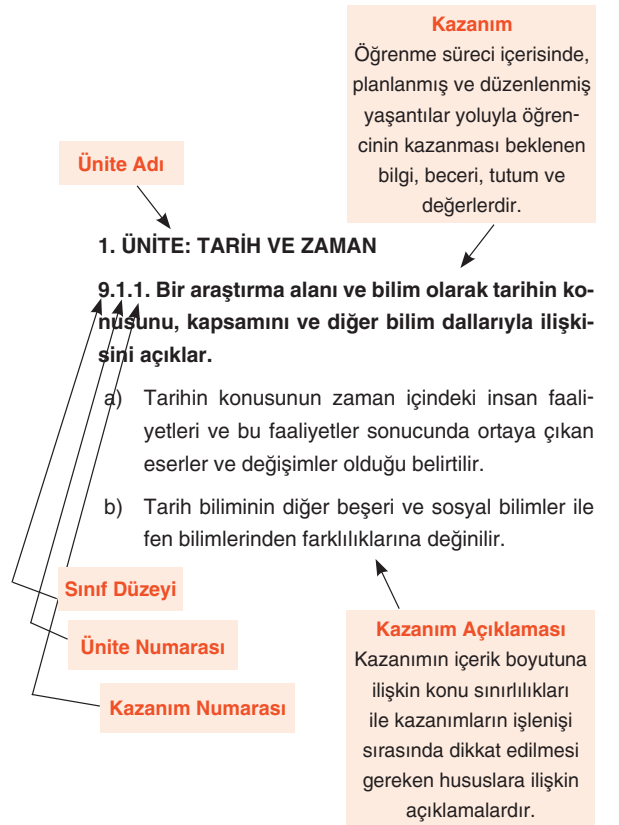 Kazanım
Öğrenme süreci içerisinde,
planlanmış ve düzenlenmiş
yaşantılar yoluyla öğren-
cinin kazanması beklenen
bilgi, beceri, tutum ve
değerlerdir.
Ünite Adı
1. ÜNİTE: TARİH VE ZAMAN
9.1.1. Bir araştırma alanı ve bilim olarak tarihin ko-
nusunu, kapsamını ve diğer bilim dallarıyla ilişki-
sini açıklar.
a) Tarihin konusunun zaman içindeki insan faali-
yetleri ve bu faaliyetler sonucunda ortaya çıkan
eserler ve değişimler olduğu belirtilir.
b) Tarih biliminin diğer beşeri ve sosyal bilimler ile
fen bilimlerinden farklılıklarına değinilir.
Sınıf Düzeyi
Ünite Numarası
Kazanım Numarası
Kazanım Açıklaması
Kazanımın içerik boyutuna
ilişkin konu sınırlılıkları
ile kazanımların işlenişi
sırasında dikkat edilmesi
gereken hususlara ilişkin
açıklamalardır.